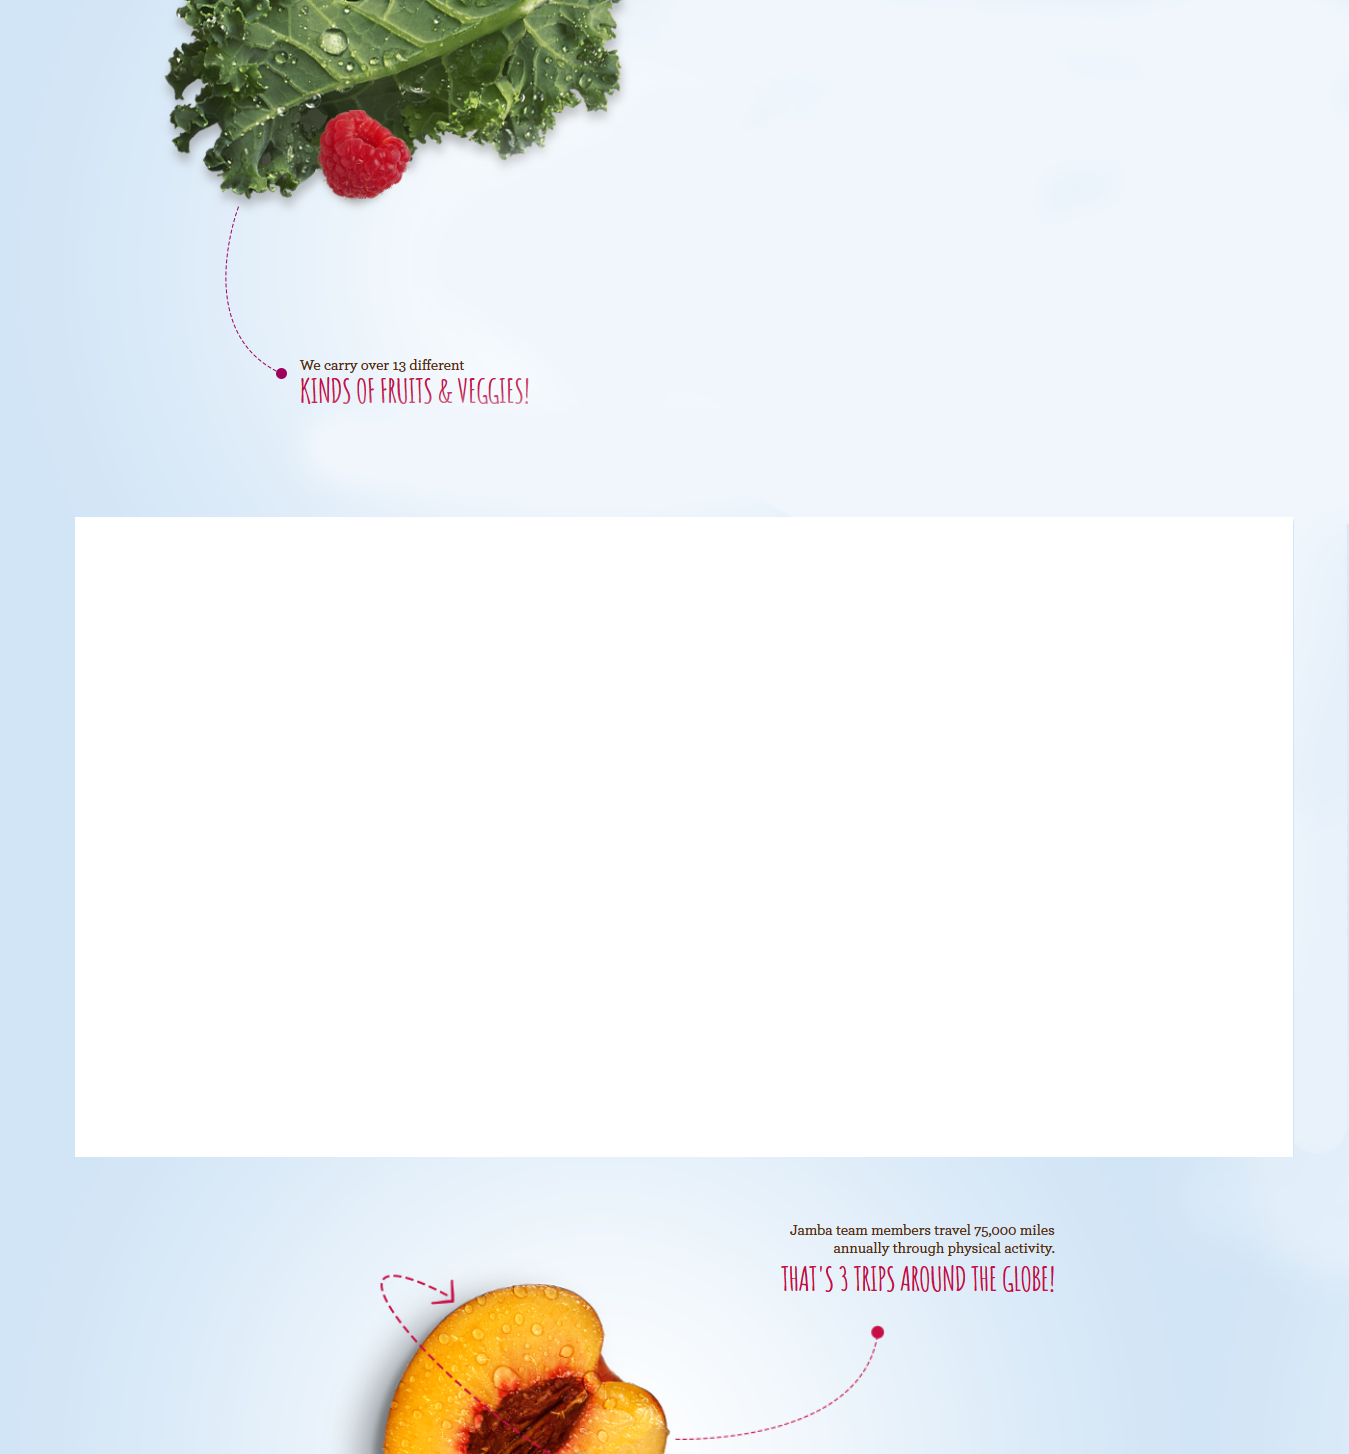 We carry over 13 different
KINDS OF FRUITS & VEGGIES!
Jamba team members travel 75,000 miles
annually through physical activity.
THAT'S 3 TRIPS AROUND THE GLOBE!